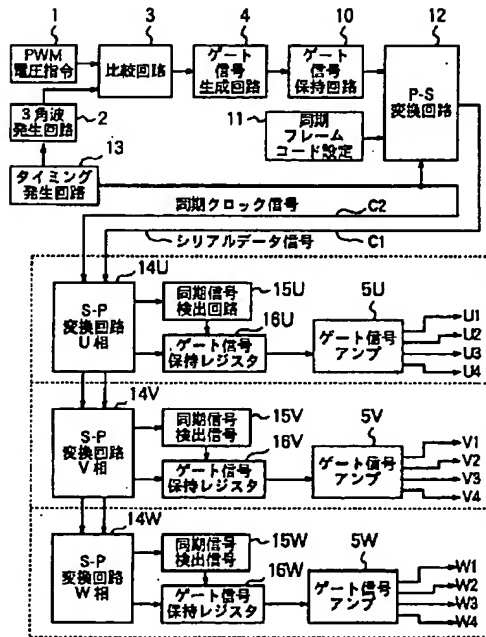 1
3
4
10
12
PWM
電圧指令
比較回路
ゲート
信号
生成回路
ゲート
信号
保持回路
P-S
変換回路
3角波
発生回路
2
11
同期
フレーム
コード設定
13
タイミング
発生回路
同期クロック信号
C2
シリアルデータ信号
C1
14U
S-P
変換回路
U相
同期信号
検出回路
15U
16U
ゲート信号
保持レジスタ
5U
ゲート信号
アンプ
U1
U2
U3
U4
14V
S-P
変換回路
V相
同期信号
検出信号
15V
16V
ゲート信号
保持レジスタ
5V
ゲート信号
アンプ
V1
V2
V3
V4
14W
S-P
変換回路
W相
同期信号
検出信号
15W
16W
ゲート信号
保持レジスタ
5W
ゲート信号
アンプ
W1
W2
W3
W4